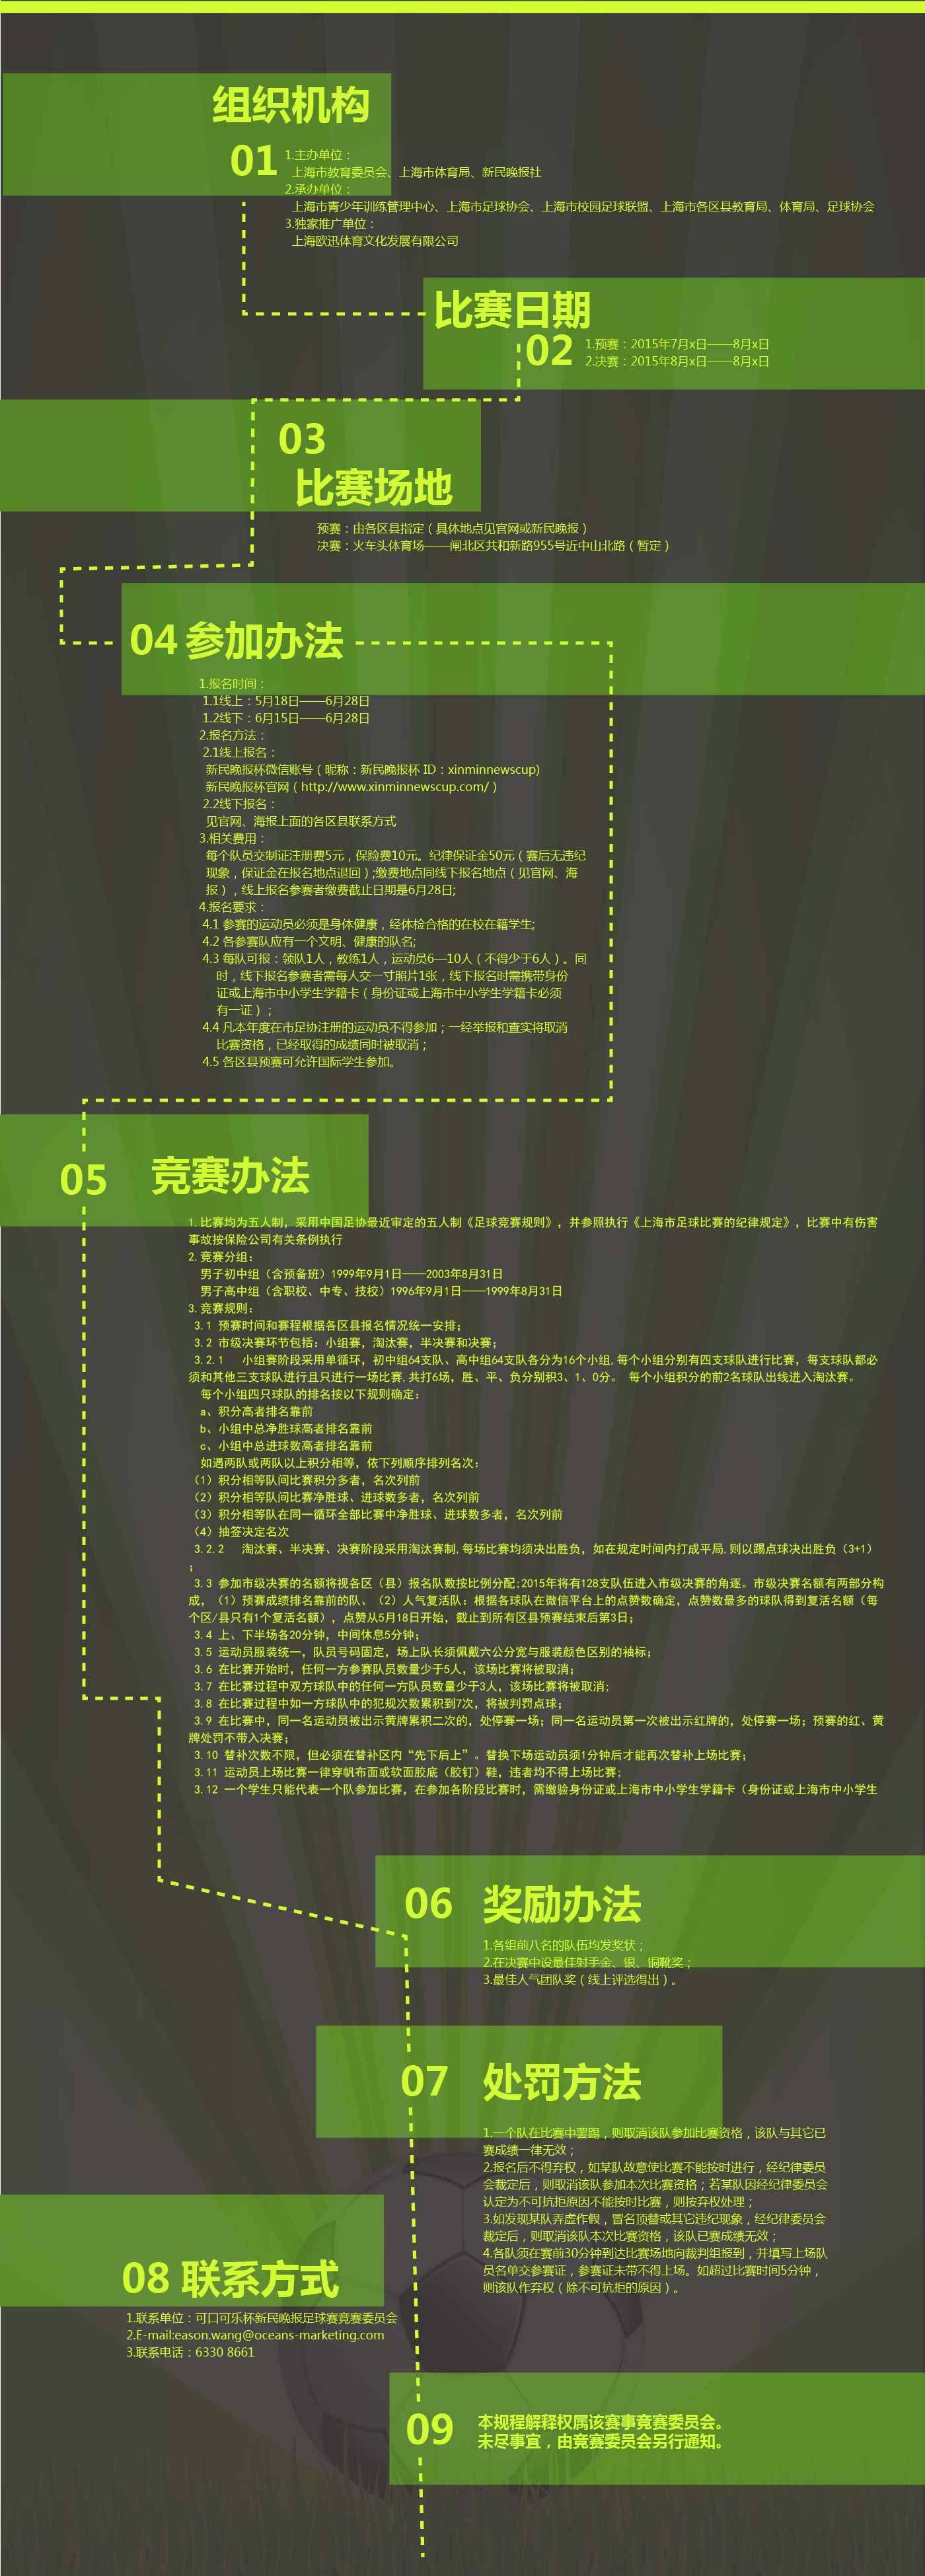 组织机构
01
1.主办单位：
上海市教育委员会、上海市体育局、新民晚报社
2.承办单位：
上海市青少年训练管理中心、上海市足球协会、上海市校园足球联盟、上海市各区县教育局、体育局、足球协会
3.独家推广单位：
上海欧迅体育文化发展有限公司
比赛日期
02
1.预赛：2015年7月x日——8月x日
2.决赛：2015年8月x日——8月x日
03
比赛场地
预赛：由各区县指定（具体地点见官网或新民晚报）
决赛：火车头体育场——闸北区共和新路955号近中山北路（暂定）
04 参加办法
1.报名时间：
1.1线上：5月18日——6月28日
1.2线下：6月15日——6月28日
2.报名方法：
2.1线上报名：
新民晚报杯微信账号（昵称：新民晚报杯 ID：xinminnewscup)
新民晚报杯官网（http://www.xinminnewscup.com/）
2.2线下报名：
见官网、海报上面的各区县联系方式
3.相关费用：
每个队员交制证注册费5元，保险费10元。纪律保证金50元（赛后无违纪
现象，保证金在报名地点退回）;缴费地点同线下报名地点（见官网、海
报），线上报名参赛者缴费截止日期是6月28日;
4.报名要求：
4.1 参赛的运动员必须是身体健康，经体检合格的在校在籍学生;
4.2 各参赛队应有一个文明、健康的队名;
4.3 每队可报：领队1人，教练1人，运动员6—10人（不得少于6人）。同
时，线下报名参赛者需每人交一寸照片1张，线下报名时需携带身份
证或上海市中小学生学籍卡（身份证或上海市中小学生学籍卡必须
有一证）；
4.4 凡本年度在市足协注册的运动员不得参加；一经举报和查实将取消
比赛资格，已经取得的成绩同时被取消；
4.5 各区县预赛可允许国际学生参加。
05 竞赛办法
1.比赛均为五人制，采用中国足协最近审定的五人制《足球竞赛规则》，并参照执行《上海市足球比赛的纪律规定》，比赛中有伤害
事故按保险公司有关条例执行
2.竞赛分组：
男子初中组（含预备班）1999年9月1日——2003年8月31日
男子高中组（含职校、中专、技校）1996年9月1日——1999年8月31日
3.竞赛规则：
3.1 预赛时间和赛程根据各区县报名情况统一安排；
3.2 市级决赛环节包括：小组赛，淘汰赛，半决赛和决赛；
3.2.1 小组赛阶段采用单循环，初中组64支队、高中组64支队各分为16个小组,每个小组分别有四支球队进行比赛，每支球队都必
须和其他三支球队进行且只进行一场比赛,共打6场，胜、平、负分别积3、1、0分。 每个小组积分的前2名球队出线进入淘汰赛。
每个小组四只球队的排名按以下规则确定：
a、积分高者排名靠前
b、小组中总净胜球高者排名靠前
c、小组中总进球数高者排名靠前
如遇两队或两队以上积分相等，依下列顺序排列名次：
（1）积分相等队间比赛积分多者，名次列前
（2）积分相等队间比赛净胜球、进球数多者，名次列前
（3）积分相等队在同一循环全部比赛中净胜球、进球数多者，名次列前
（4）抽签决定名次
3.2.2 淘汰赛、半决赛、决赛阶段采用淘汰赛制,每场比赛均须决出胜负，如在规定时间内打成平局,则以踢点球决出胜负（3+1）
；
3.3 参加市级决赛的名额将视各区（县）报名队数按比例分配;2015年将有128支队伍进入市级决赛的角逐。市级决赛名额有两部分构
成，（1）预赛成绩排名靠前的队、（2）人气复活队：根据各球队在微信平台上的点赞数确定，点赞数最多的球队得到复活名额（每
个区/县只有1个复活名额），点赞从5月18日开始，截止到所有区县预赛结束后第3日；
3.4 上、下半场各20分钟，中间休息5分钟；
3.5 运动员服装统一，队员号码固定，场上队长须佩戴六公分宽与服装颜色区别的袖标；
3.6 在比赛开始时，任何一方参赛队员数量少于5人，该场比赛将被取消；
3.7 在比赛过程中双方球队中的任何一方队员数量少于3人，该场比赛将被取消；
3.8 在比赛过程中如一方球队中的犯规次数累积到7次，将被判罚点球；
3.9 在比赛中，同一名运动员被出示黄牌累积二次的，处停赛一场；同一名运动员第一次被出示红牌的，处停赛一场；预赛的红、黄
牌处罚不带入决赛；
3.10 替补次数不限，但必须在替补区内“先下后上”。替换下场运动员须1分钟后才能再次替补上场比赛；
3.11 运动员上场比赛一律穿帆布面或软面胶底（胶钉）鞋，违者均不得上场比赛；
3.12 一个学生只能代表一个队参加比赛，在参加各阶段比赛时，需缴验身份证或上海市中小学生学籍卡（身份证或上海市中小学生
06 奖励办法
1.各组前八名的队伍均发奖状；
2.在决赛中设最佳射手金、银、铜靴奖；
3.最佳人气团队奖（线上评选得出）。
07 处罚方法
1.一个队在比赛中罢踢，则取消该队参加比赛资格，该队与其它已
赛成绩一律无效；
2.报名后不得弃权，如某队故意使比赛不能按时进行，经纪律委员
会裁定后，则取消该队参加本次比赛资格；若某队因经纪律委员会
认定为不可抗拒原因不能按时比赛，则按弃权处理；
3.如发现某队弄虚作假，冒名顶替或其它违纪现象，经纪律委员会
裁定后，则取消该队本次比赛资格，该队已赛成绩无效；
4.各队须在赛前30分钟到达比赛场地向裁判组报到，并填写上场队
员名单交参赛证，参赛证未带不得上场。如超过比赛时间5分钟，
则该队作弃权（除不可抗拒的原因）。
08 联系方式
1.联系单位：可口可乐杯新民晚报足球赛竞赛委员会
2.E-mail:eason.wang@oceans-marketing.com
3.联系电话：6330 8661
09
本规程解释权属该赛事竞赛委员会。
未尽事宜，由竞赛委员会另行通知。